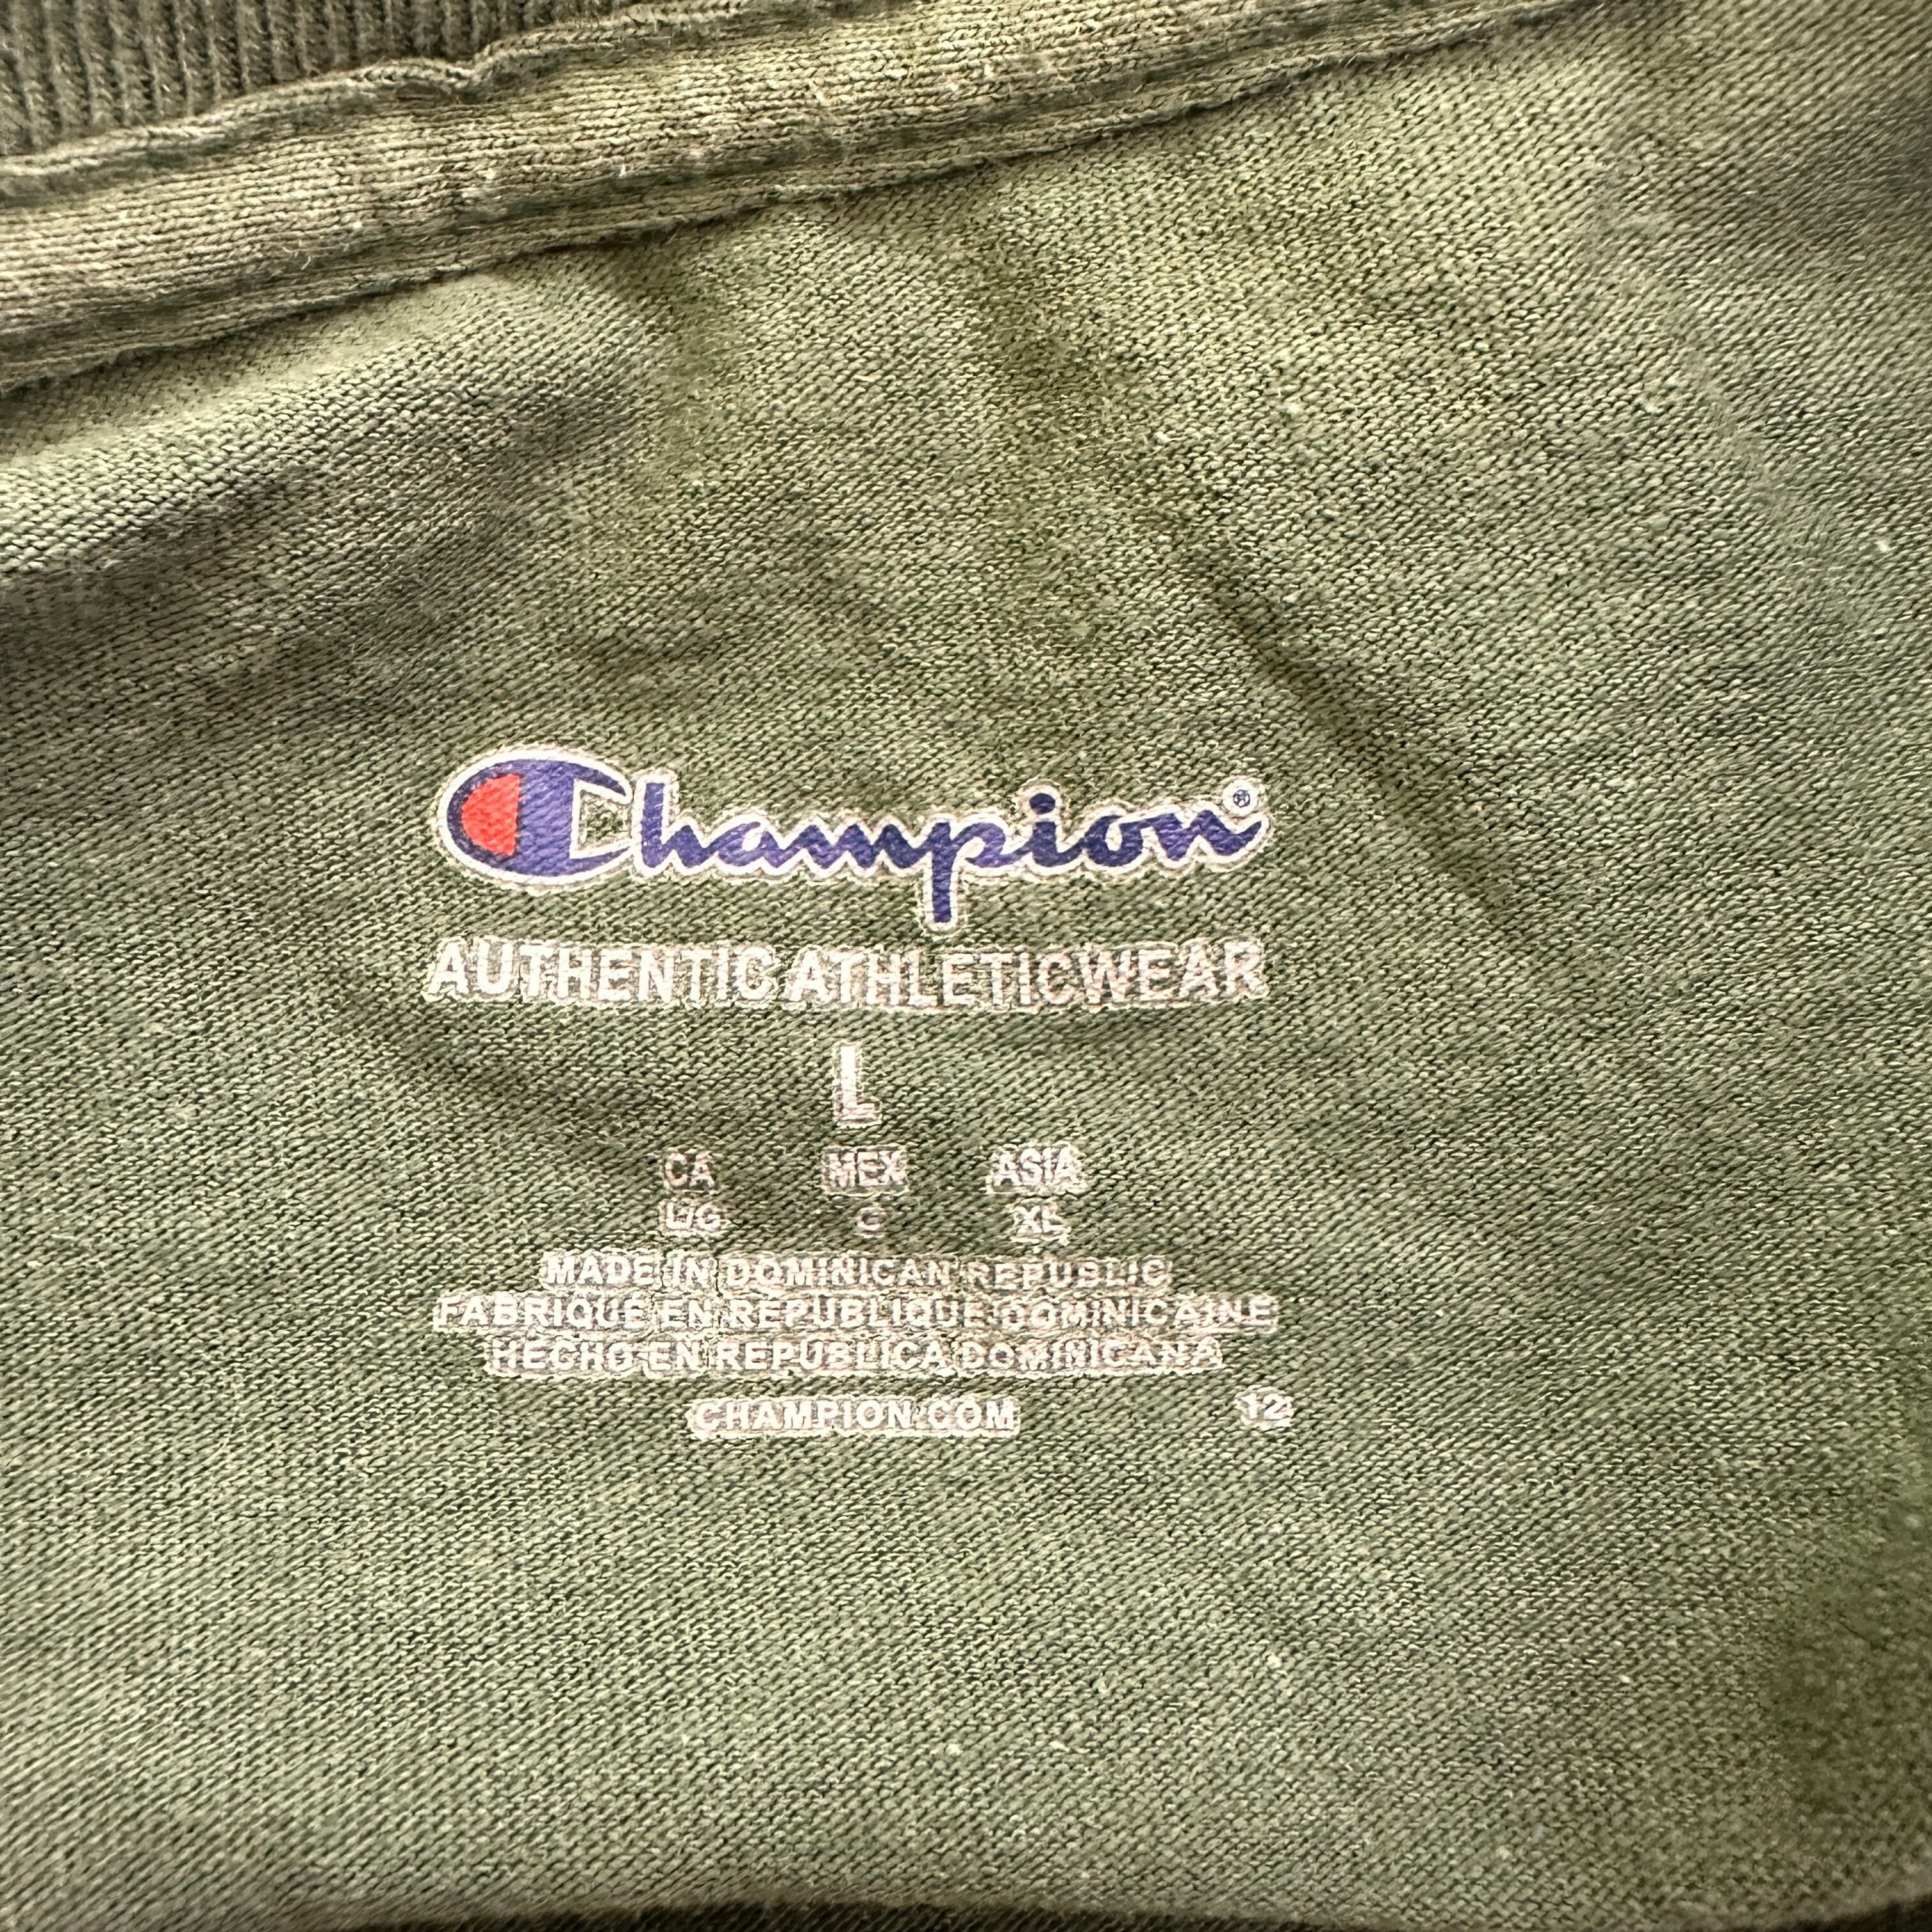 Champion®
AUTHENTIC ATHLETICWEAR
L
CA MEX ASIA
L/G G XL
MADE IN DOMINICAN REPUBLIC
FABRIQUE EN REPUBLIQUE DOMINICAINE
HECHO EN REPUBLICA DOMINICANA
CHAMPION.COM 12